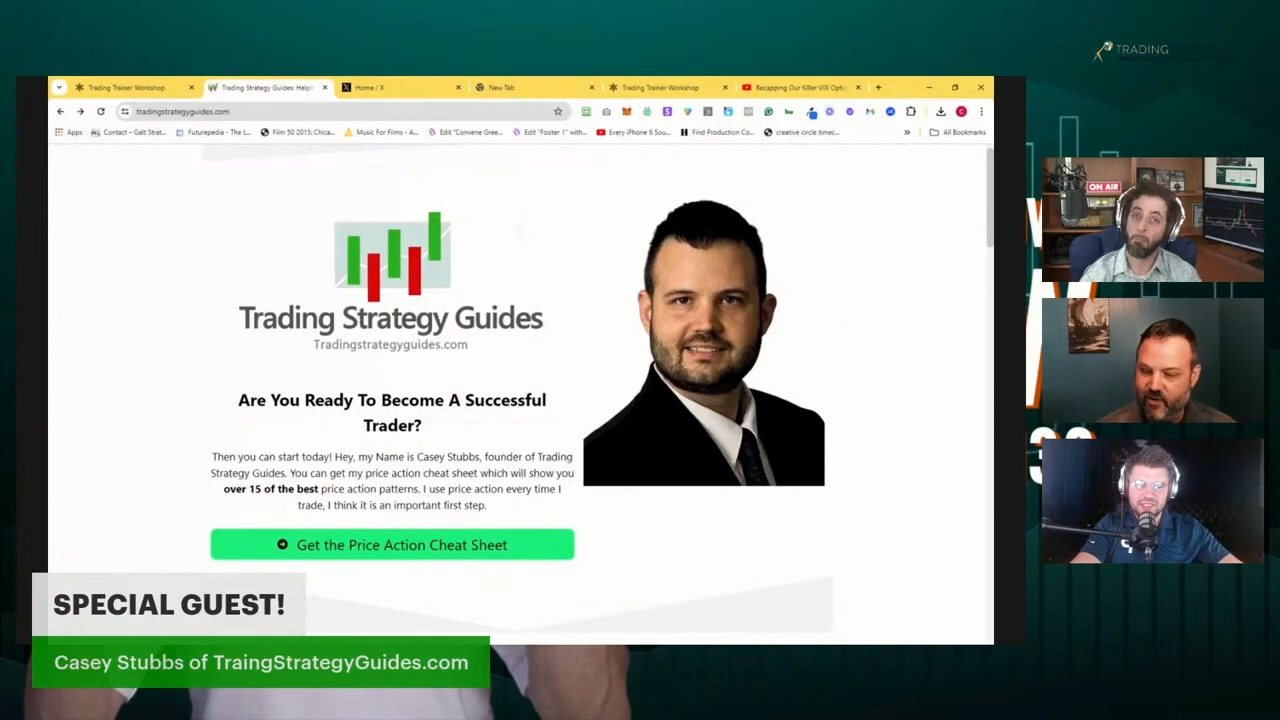 TRADING
Trading Trainer Workshop
Trading Strategy Guides: Helpi
Home / X
New Tab
Trading Trainer Workshop
Recapping Our Killer VIX Option
tradingstrategyguides.com
Apps
Contact – Galt Strat...
Futurepedia - The L...
Film 50 2015: Chica...
Music For Films - A...
Edit "Convene Gree...
Edit "Footer 1" with...
Every iPhone 6 Sou...
Find Production Co...
creative circle timec...
All Bookmarks
ON AIR
Trading Strategy Guides
Tradingstrategyguides.com
Are You Ready To Become A Successful
Trader?
Then you can start today! Hey, my Name is Casey Stubbs, founder of Trading
Strategy Guides. You can get my price action cheat sheet which will show you
over 15 of the best price action patterns. I use price action every time I
trade, I think it is an important first step.
Get the Price Action Cheat Sheet
SPECIAL GUEST!
Casey Stubbs of TraingStrategyGuides.com